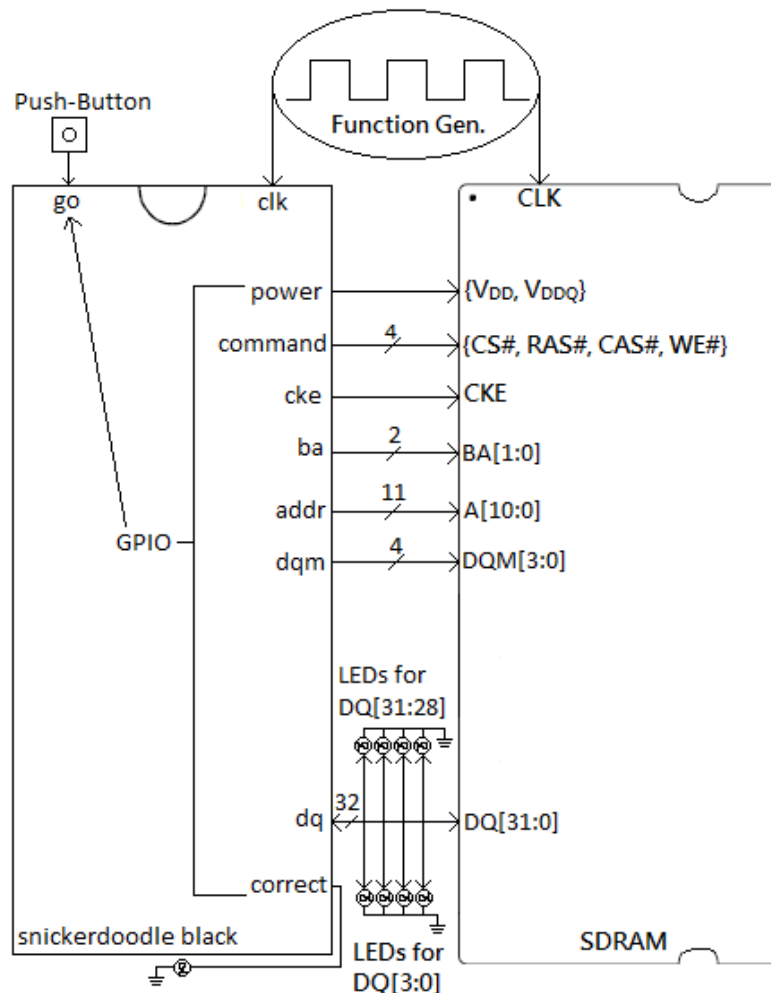 Push-Button
Function Gen.
go
clk
CLK
power
{VDD, VDDQ}
command
4
{CS#, RAS#, CAS#, WE#}
cke
CKE
ba
2
BA[1:0]
addr
11
A[10:0]
GPIO
dqm
4
DQM[3:0]
LEDs for
DQ[31:28]
dq
32
DQ[31:0]
correct
snickerdoodle black
LEDs for
DQ[3:0]
SDRAM